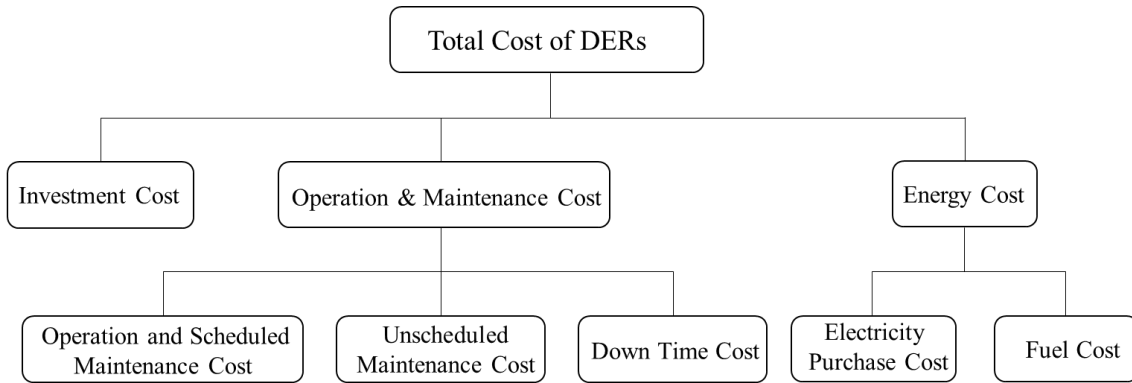 Total Cost of DERs
Investment Cost
Operation & Maintenance Cost
Energy Cost
Operation and Scheduled
Maintenance Cost
Unscheduled
Maintenance Cost
Down Time Cost
Electricity
Purchase Cost
Fuel Cost